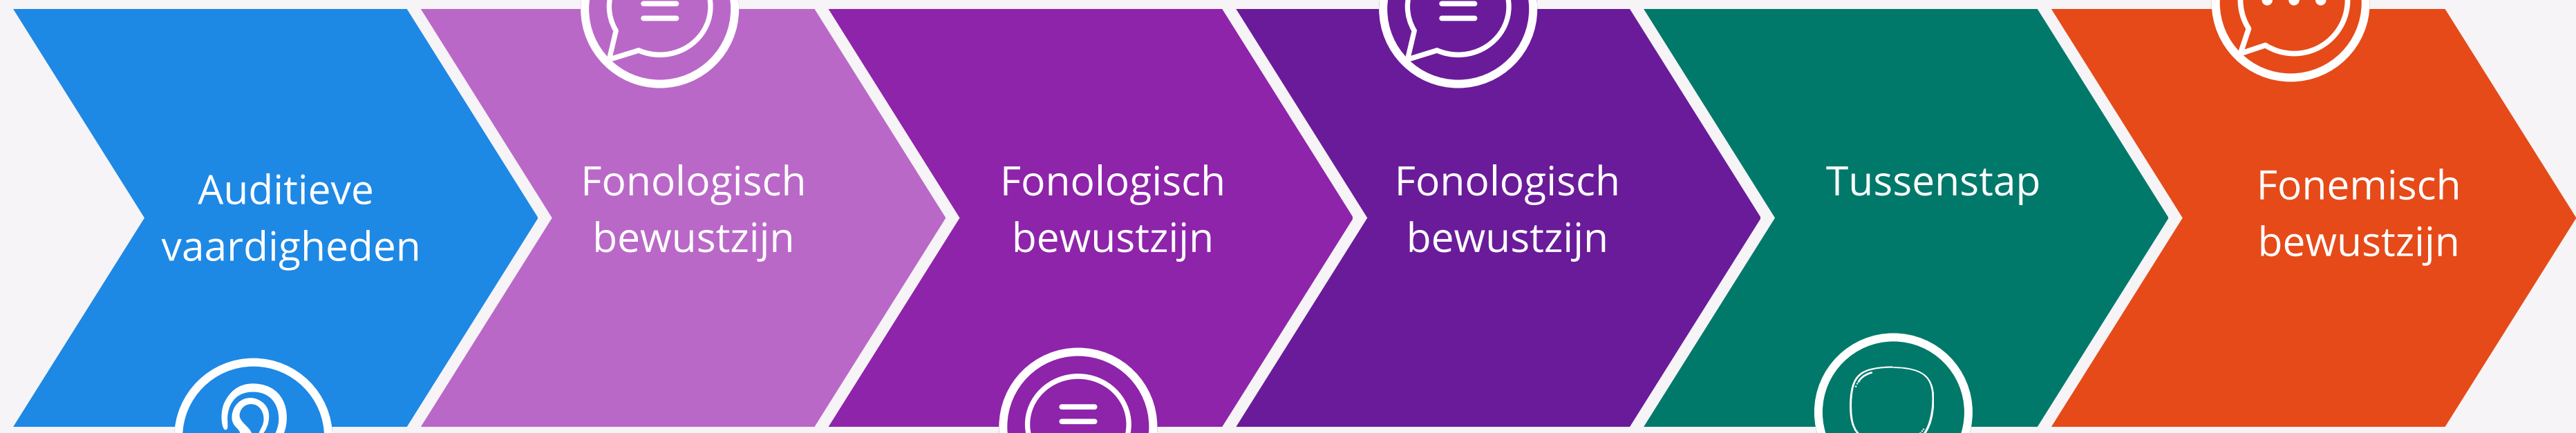 Auditieve
vaardigheden
Fonologisch
bewustzijn
Fonologisch
bewustzijn
Fonologisch
bewustzijn
Tussenstap
Fonemisch
bewustzijn